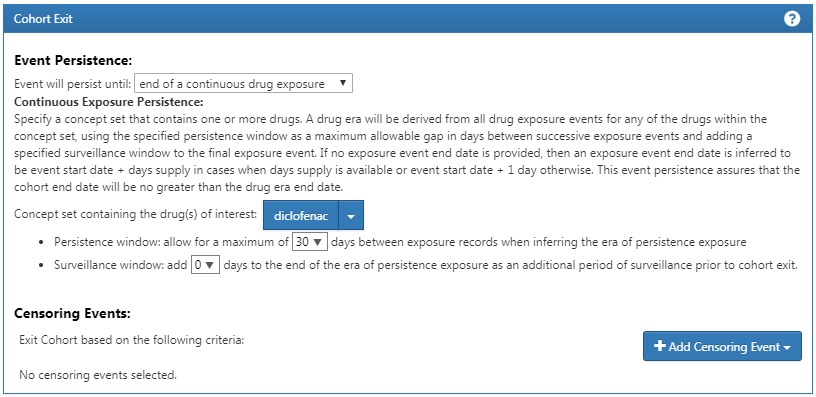 Cohort Exit
?
Event Persistence:
Event will persist until: end of a continuous drug exposure
Continuous Exposure Persistence:
Specify a concept set that contains one or more drugs. A drug era will be derived from all drug exposure events for any of the drugs within the
concept set, using the specified persistence window as a maximum allowable gap in days between successive exposure events and adding a
specified surveillance window to the final exposure event. If no exposure event end date is provided, then an exposure event end date is inferred to
be event start date + days supply in cases when days supply is available or event start date + 1 day otherwise. This event persistence assures that the
cohort end date will be no greater than the drug era end date.
Concept set containing the drug(s) of interest: diclofenac
• Persistence window: allow for a maximum of 30 days between exposure records when inferring the era of persistence exposure
• Surveillance window: add 0 days to the end of the era of persistence exposure as an additional period of surveillance prior to cohort exit.
Censoring Events:
Exit Cohort based on the following criteria:
+ Add Censoring Event
No censoring events selected.